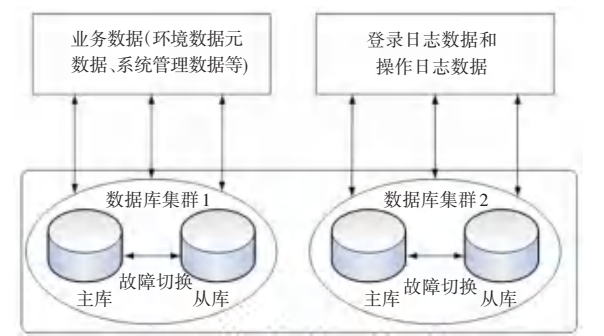 业务数据(环境数据元
数据、系统管理数据等)
登录日志数据和
操作日志数据
数据库集群1
数据库集群2
故障切换
主库
从库
故障切换
主库
从库